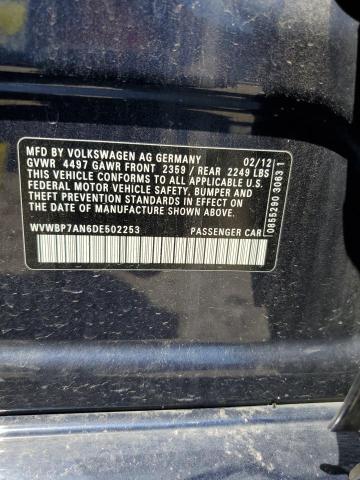 MFD BY VOLKSWAGEN AG GERMANY 02/12
GVWR 4497 GAWR FRONT 2359 / REAR 2249 LBS
THIS VEHICLE CONFORMS TO ALL APPLICABLE U.S.
FEDERAL MOTOR VEHICLE SAFETY, BUMPER AND
THEFT PREVENTION STANDARDS IN EFFECT ON THE
DATE OF MANUFACTURE SHOWN ABOVE.
WVWBP7AN6DE502253 PASSENGER CAR
0855290 3063 1